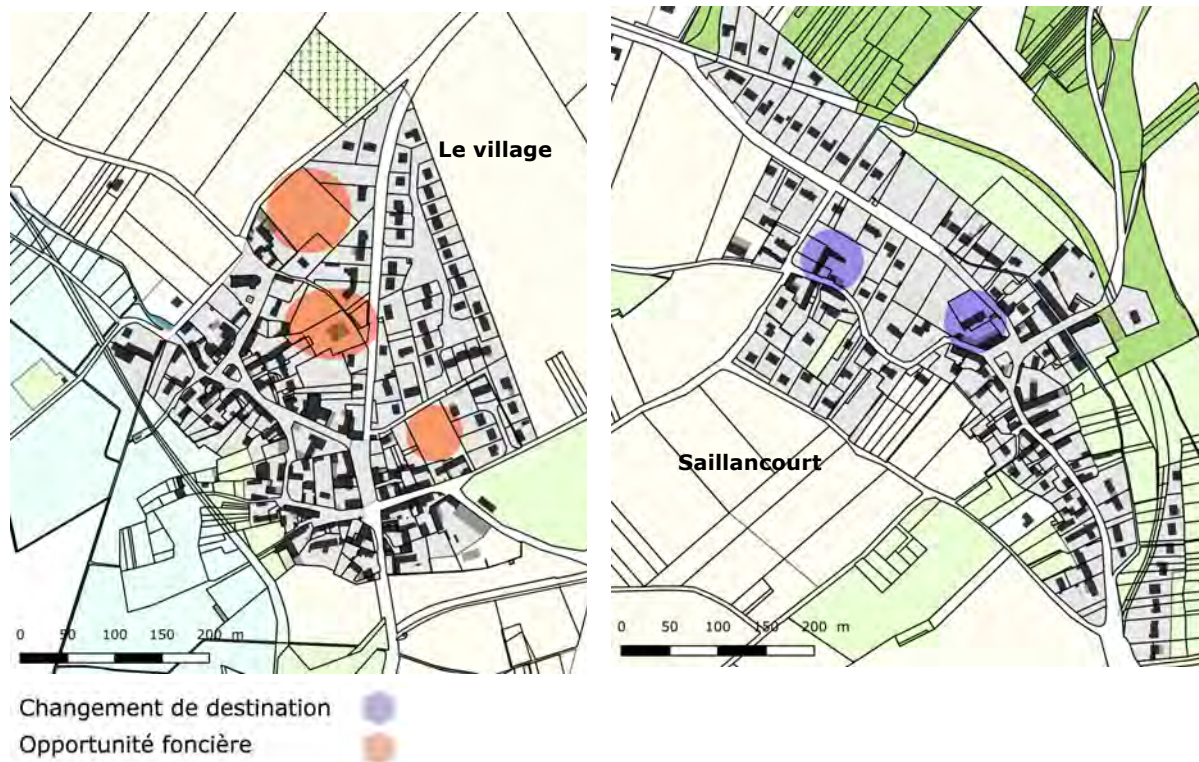 Le village
Saillancourt
0 50 100 150 200 m
0 50 100 150 200 m
Changement de destination
Opportunité foncière